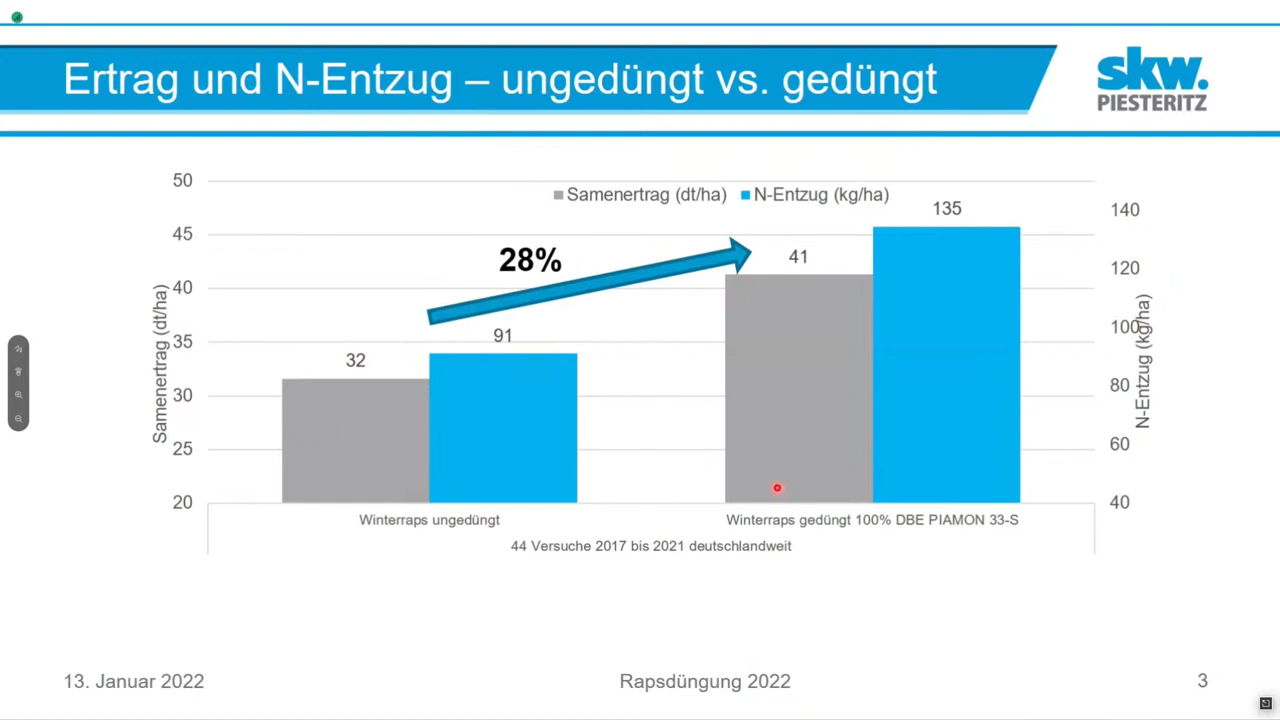 Ertrag und N-Entzug – ungedüngt vs. gedüngt
skw.
PIESTERITZ
Samenertrag (dt/ha) N-Entzug (kg/ha)
50
45
40
35
30
25
20
Samenertrag (dt/ha)
28%
32
91
41
135
140
120
100
80
60
40
N-Entzug (kg/ha)
Winterraps ungedüngt
Winterraps gedüngt 100% DBE PIAMON 33-S
44 Versuche 2017 bis 2021 deutschlandweit
13. Januar 2022
Rapsdüngung 2022
3